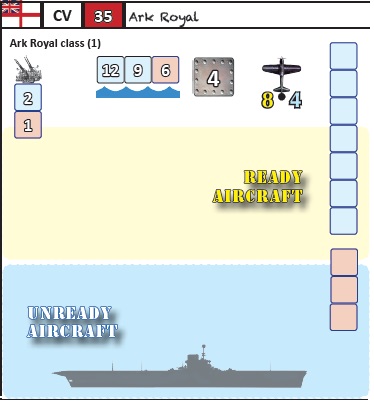 CV 35 Ark Royal
Ark Royal class (1)
12 9 6
4
8 4
2
1
READY
AIRCRAFT
UNREADY
AIRCRAFT